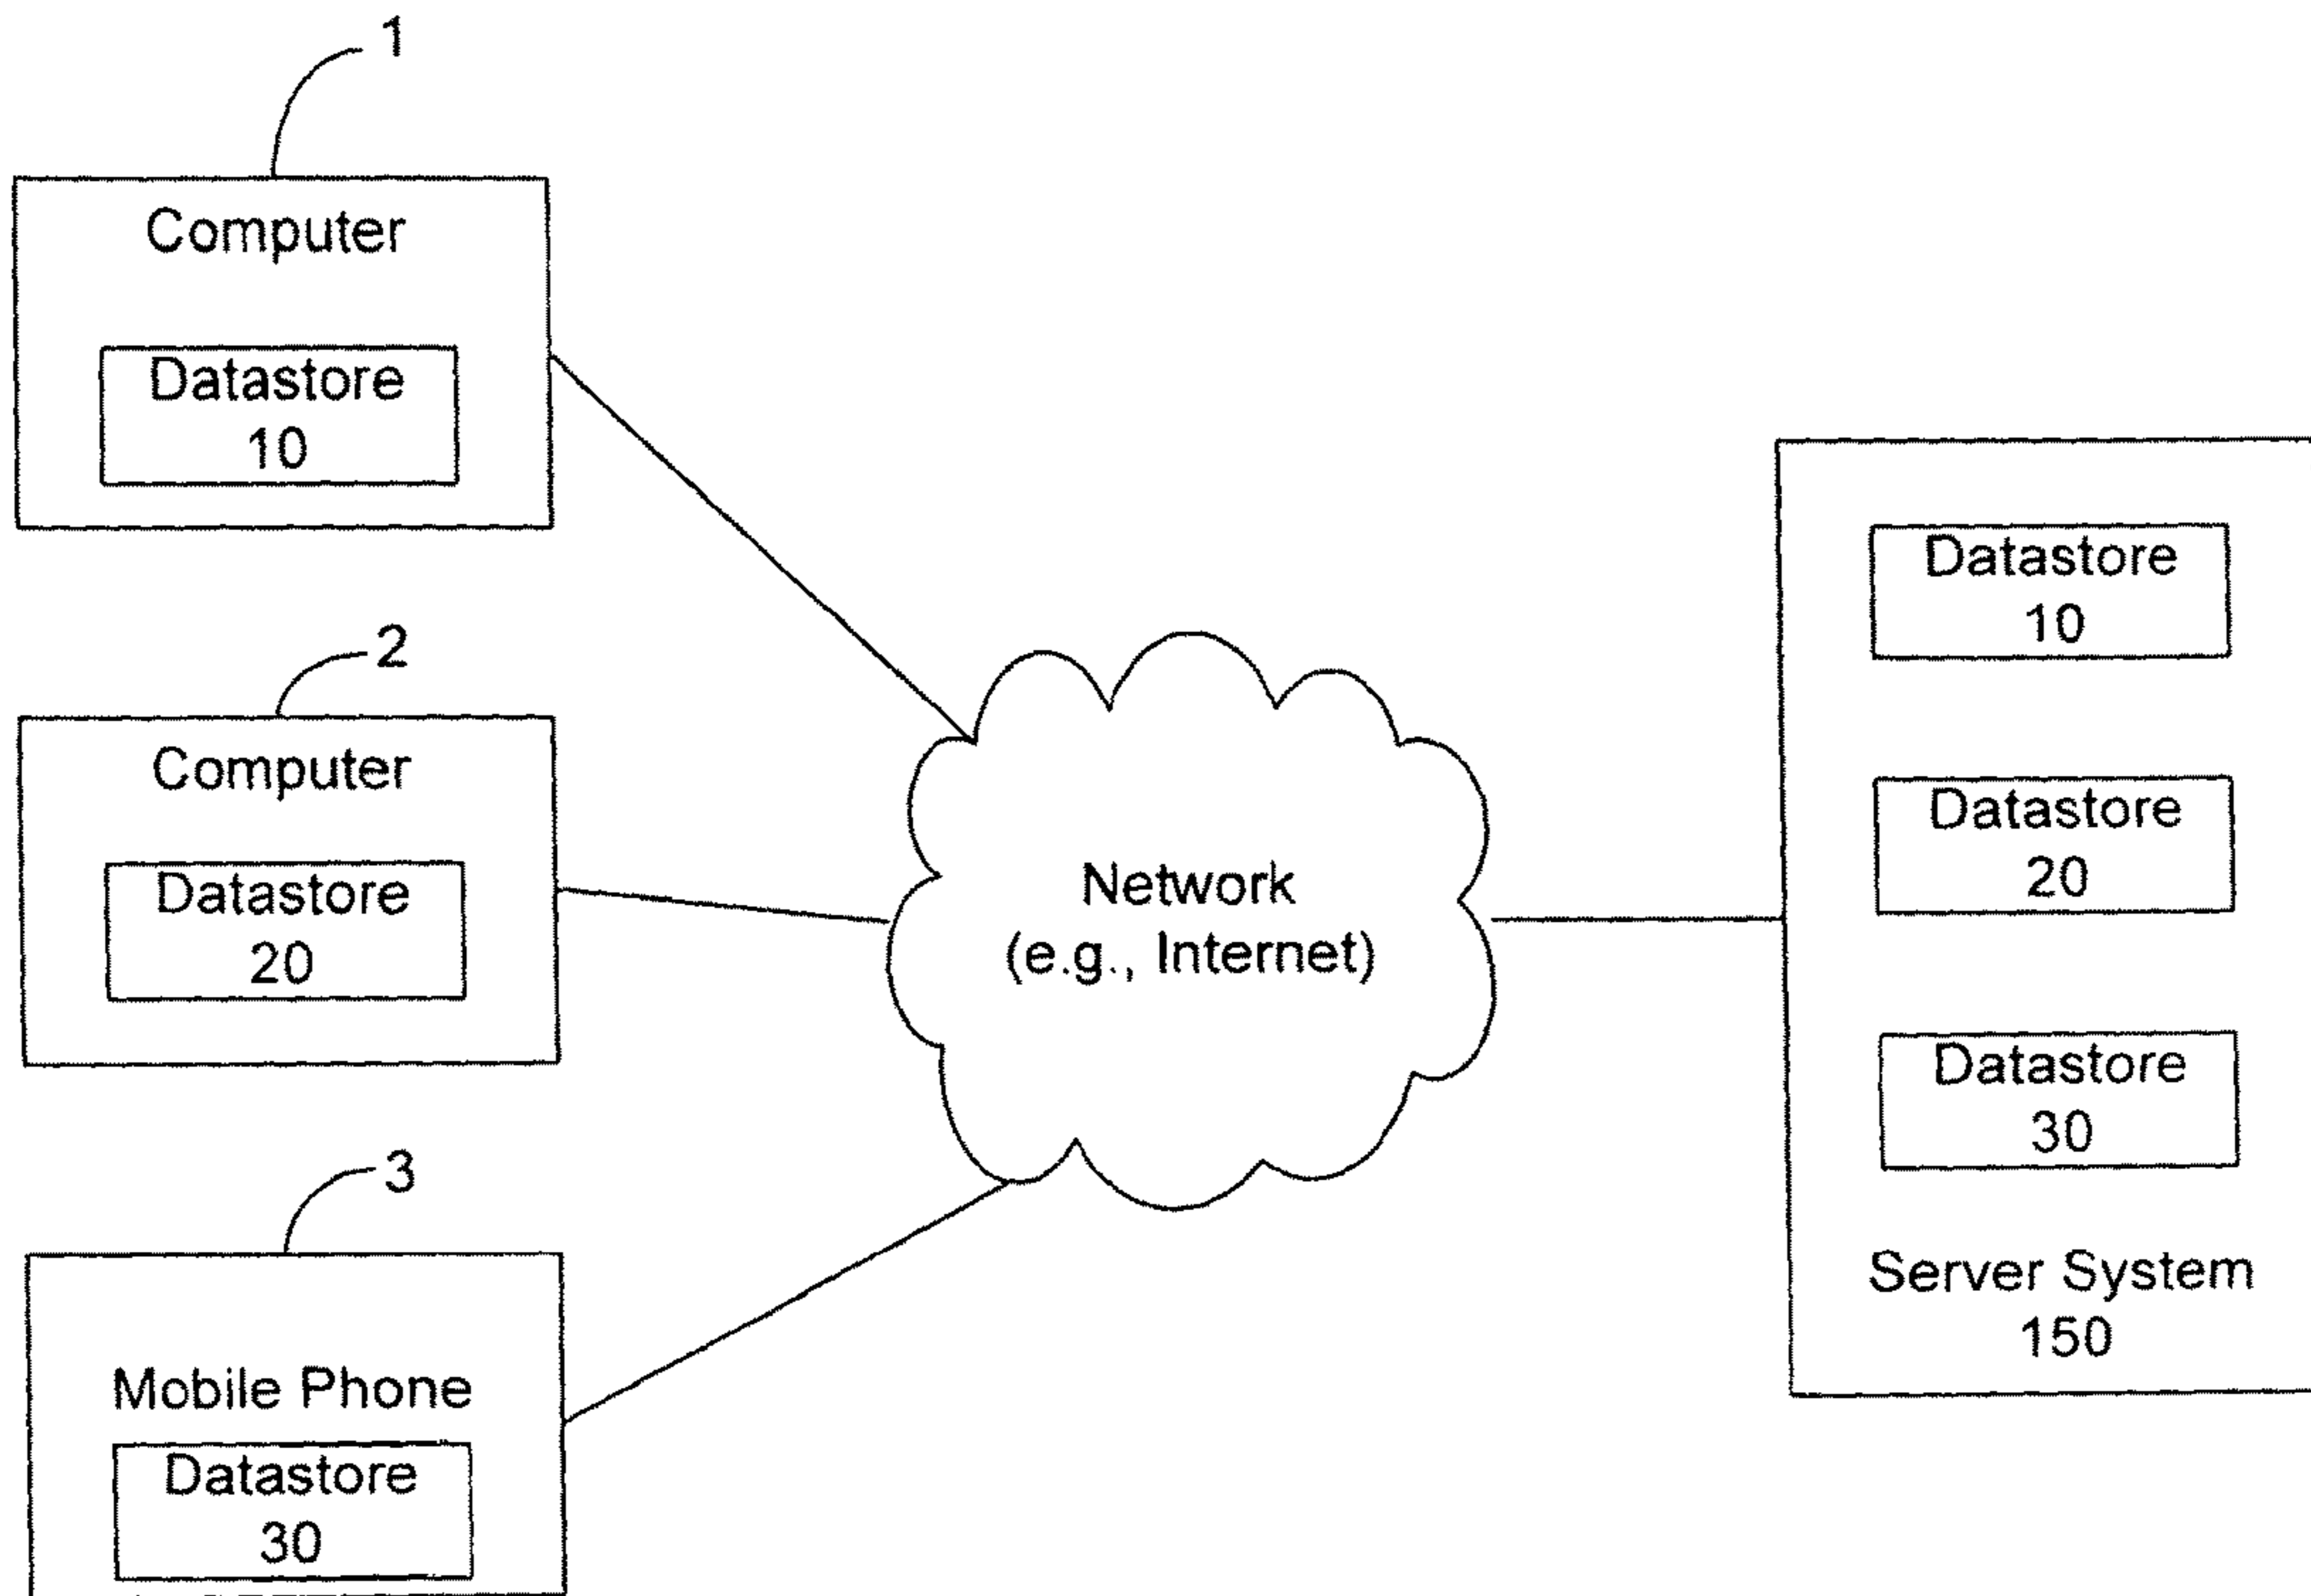 1
Computer
Datastore
10
2
Computer
Datastore
20
3
Mobile Phone
Datastore
30
Network
(e.g., Internet)
Datastore
10
Datastore
20
Datastore
30
Server System
150